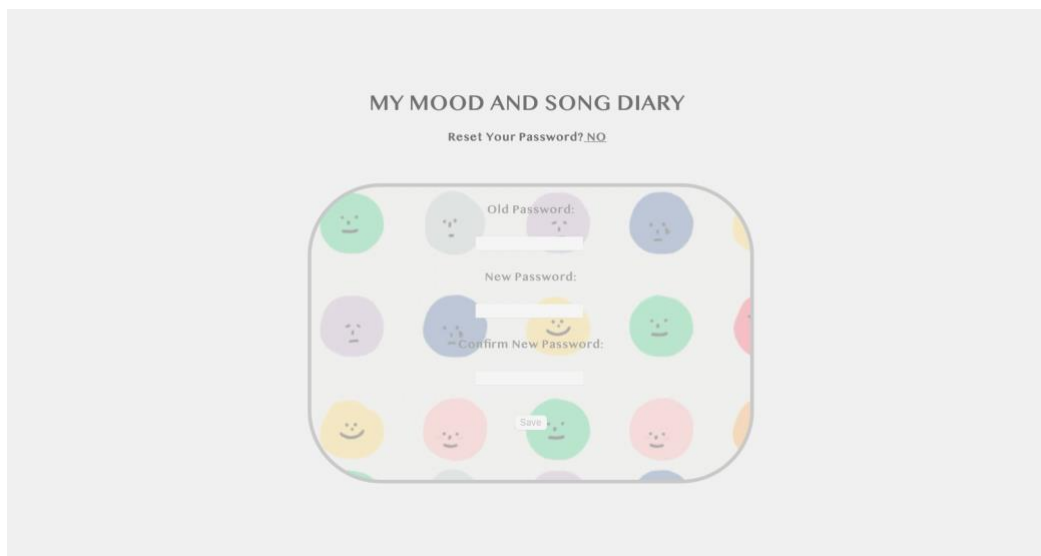 MY MOOD AND SONG DIARY
Reset Your Password? NO
Old Password:
New Password:
Confirm New Password:
Save